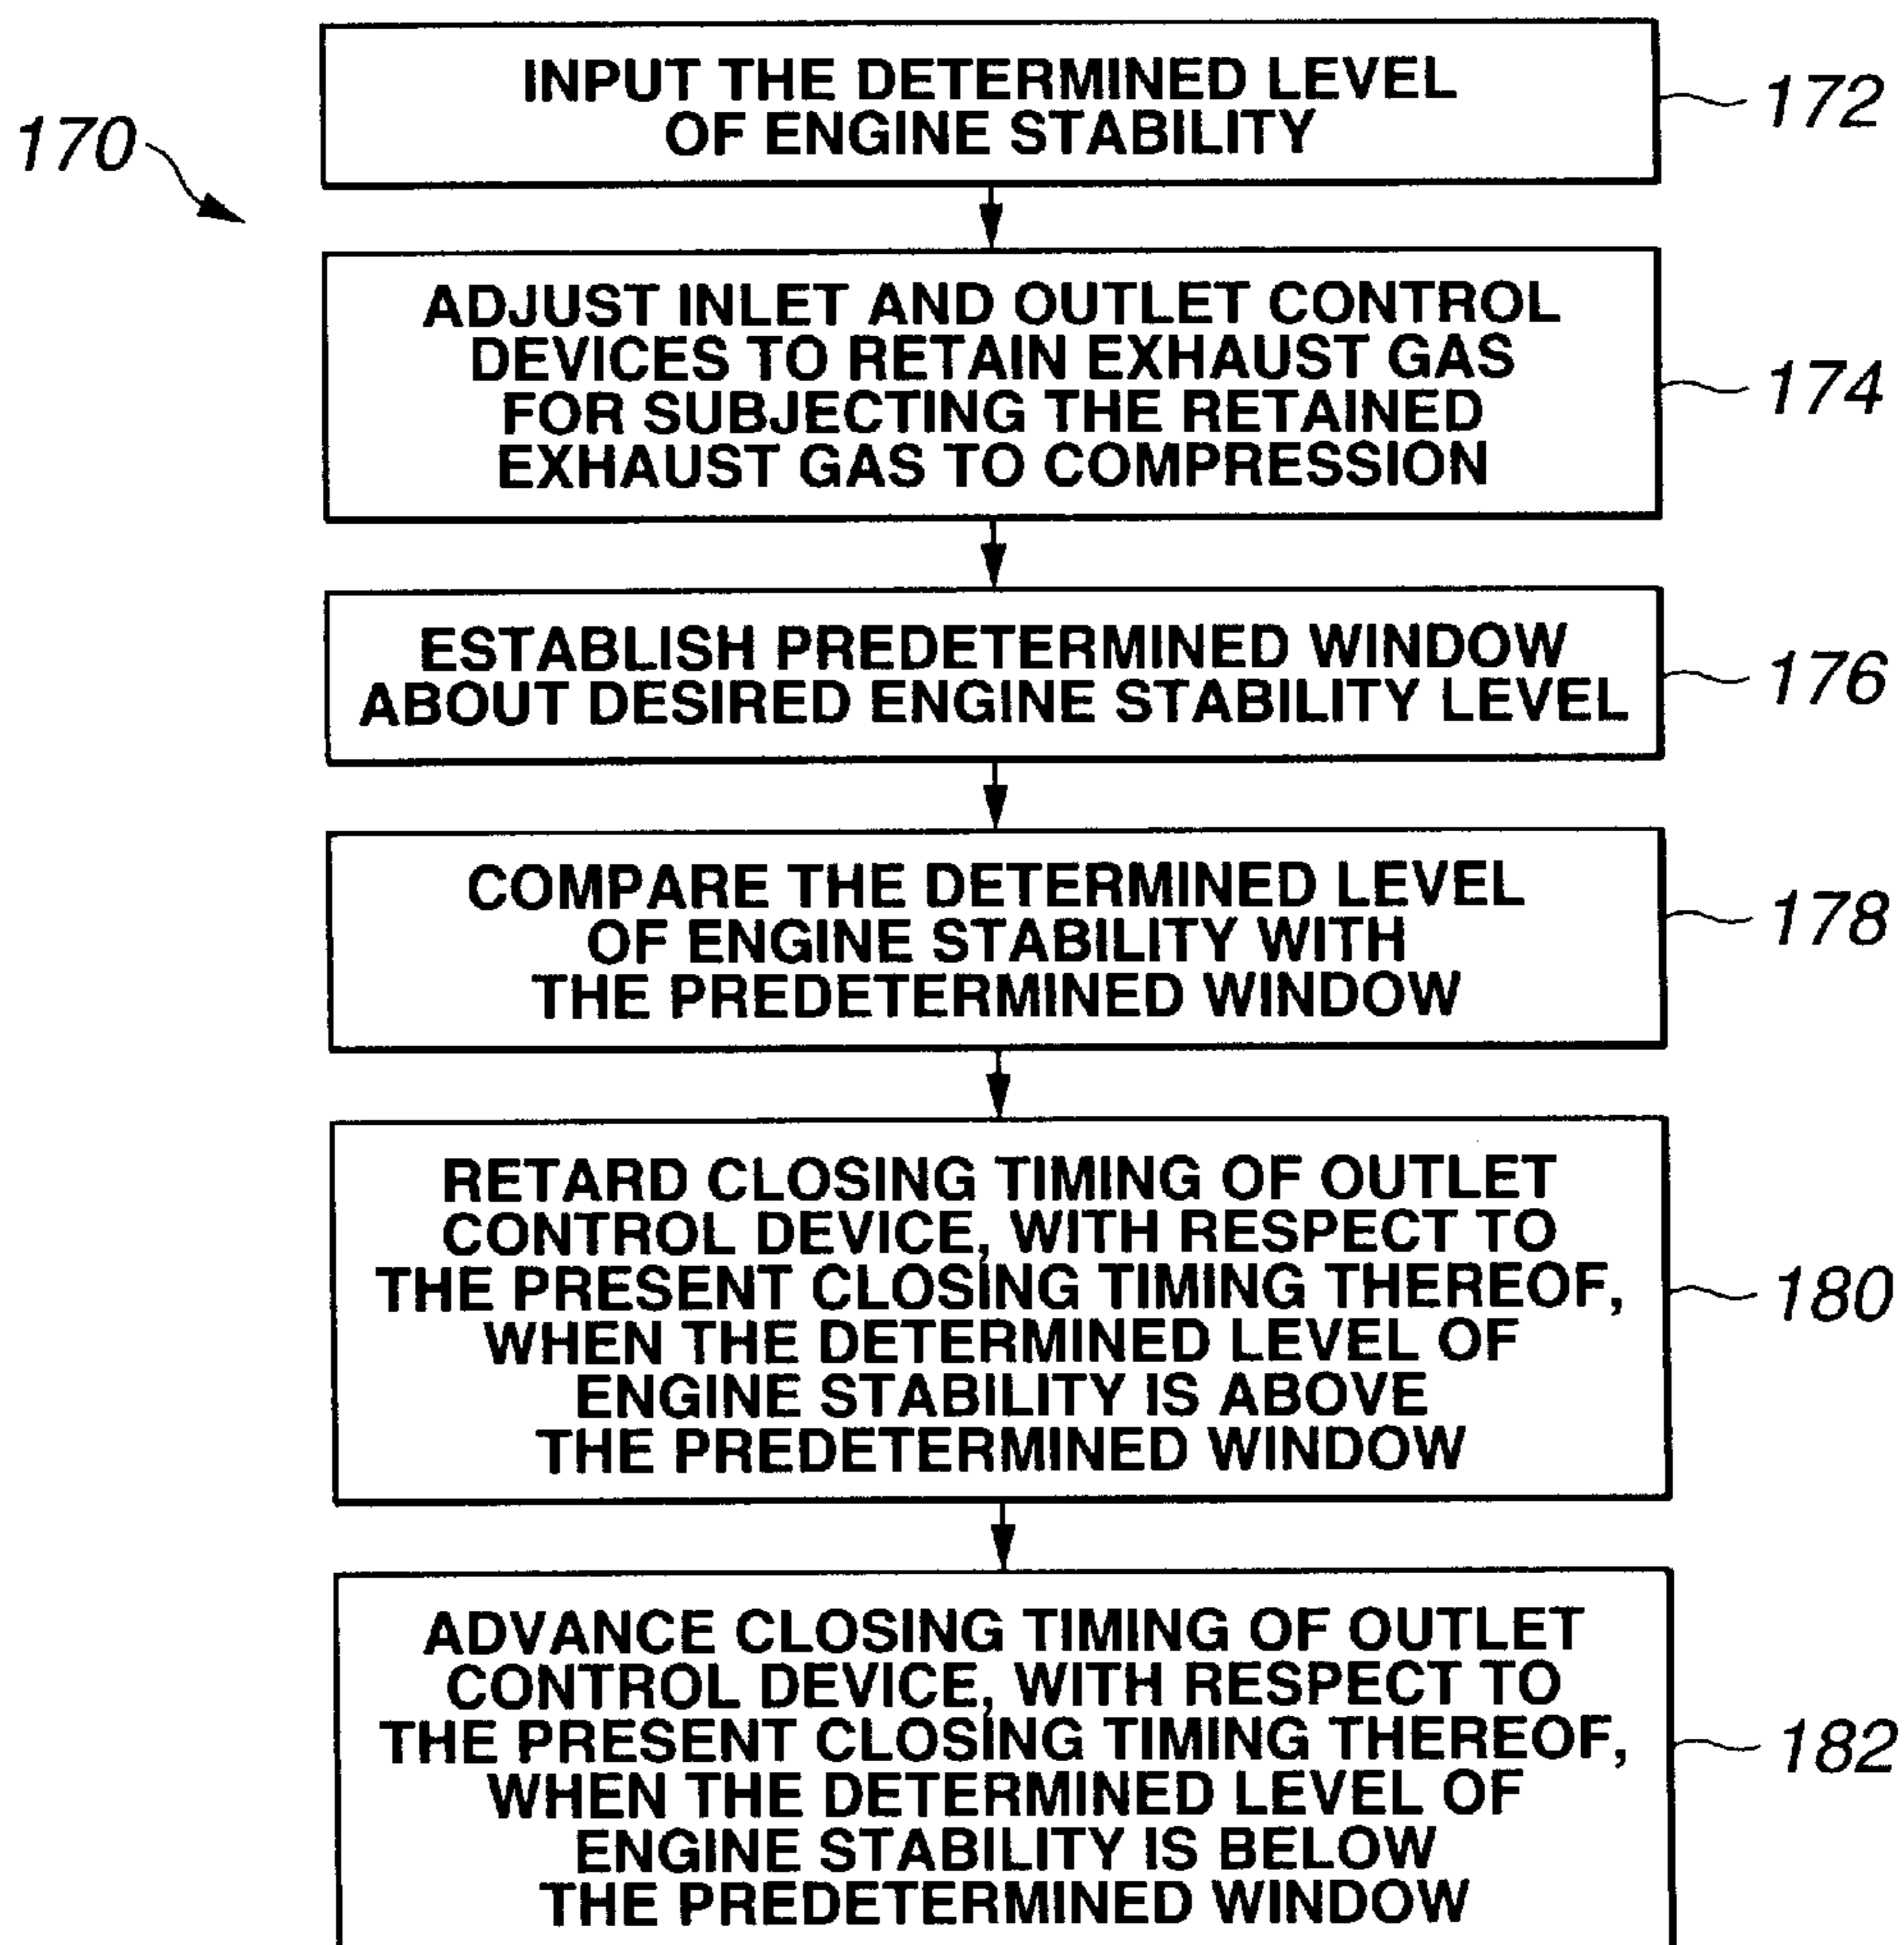 170
INPUT THE DETERMINED LEVEL
OF ENGINE STABILITY
172
ADJUST INLET AND OUTLET CONTROL
DEVICES TO RETAIN EXHAUST GAS
FOR SUBJECTING THE RETAINED
EXHAUST GAS TO COMPRESSION
174
ESTABLISH PREDETERMINED WINDOW
ABOUT DESIRED ENGINE STABILITY LEVEL
176
COMPARE THE DETERMINED LEVEL
OF ENGINE STABILITY WITH
THE PREDETERMINED WINDOW
178
RETARD CLOSING TIMING OF OUTLET
CONTROL DEVICE, WITH RESPECT TO
THE PRESENT CLOSING TIMING THEREOF,
WHEN THE DETERMINED LEVEL OF
ENGINE STABILITY IS ABOVE
THE PREDETERMINED WINDOW
180
ADVANCE CLOSING TIMING OF OUTLET
CONTROL DEVICE, WITH RESPECT TO
THE PRESENT CLOSING TIMING THEREOF,
WHEN THE DETERMINED LEVEL OF
ENGINE STABILITY IS BELOW
THE PREDETERMINED WINDOW
182